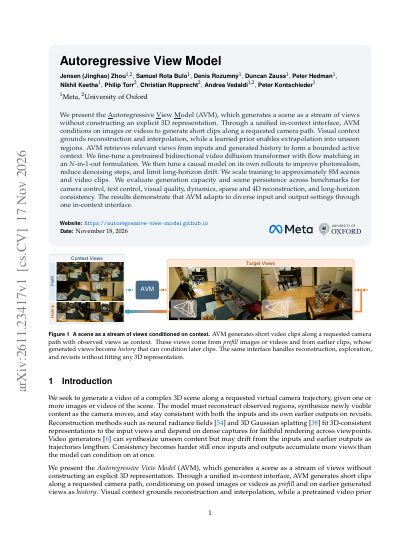 Autoregressive View Model
Jensen (Jinghao) Zhou1,2, Samuel Rota Bulo1, Denis Rozumny1, Duncan Zauss1, Peter Hedman1,
Nikhil Keetha1, Philip Torr2, Christian Rupprecht2, Andrea Vedaldi1,2, Peter Kontschieder1
1Meta, 2University of Oxford
We present the Autoregressive View Model (AVM), which generates a scene as a stream of views
without constructing an explicit 3D representation. Through a unified in-context interface, AVM
conditions on images or videos to generate short clips along a requested camera path. Visual context
grounds reconstruction and interpolation, while a learned prior enables extrapolation into unseen
regions. AVM retrieves relevant views from inputs and generated history to form a bounded active
context. We fine-tune a pretrained bidirectional video diffusion transformer with flow matching in
an N-in-1-out formulation. We then tune a causal model on its own rollouts to improve photorealism,
reduce denoising steps, and limit long-horizon drift. We scale training to approximately 8M scenes
and video clips. We evaluate generation capacity and scene persistence across benchmarks for
camera control, text control, visual quality, dynamics, sparse and 4D reconstruction, and long-horizon
consistency. The results demonstrate that AVM adapts to diverse input and output settings through
one in-context interface.
Website: https://autoregressive-view-model.github.io
Date: November 18, 2026
Meta
UNIVERSITY OF
OXFORD
arXiv:2611.23417v1 [cs.CV] 17 Nov 2026
Context Views
Target Views
Prefill
History
AVM
Figure 1 A scene as a stream of views conditioned on context. AVM generates short video clips along a requested camera
path with observed views as context. These views come from prefill images or videos and from earlier clips, whose
generated views become history that can condition later clips. The same interface handles reconstruction, exploration,
and revisits without fitting any 3D representation.
1 Introduction
We seek to generate a video of a complex 3D scene along a requested virtual camera trajectory, given one or
more images or videos of the scene. The model must reconstruct observed regions, synthesize newly visible
content as the camera moves, and stay consistent with both the inputs and its own earlier outputs on revisits.
Reconstruction methods such as neural radiance fields [54] and 3D Gaussian splatting [38] fit 3D-consistent
representations to the input views and depend on dense captures for faithful rendering across viewpoints.
Video generators [6] can synthesize unseen content but may drift from the inputs and earlier outputs as
trajectories lengthen. Consistency becomes harder still once inputs and outputs accumulate more views than
the model can condition on at once.
We present the Autoregressive View Model (AVM), which generates a scene as a stream of views without
constructing an explicit 3D representation. Through a unified in-context interface, AVM generates short clips
along a requested camera path, conditioning on posed images or videos as prefill and on earlier generated
views as history. Visual context grounds reconstruction and interpolation, while a pretrained video prior
1